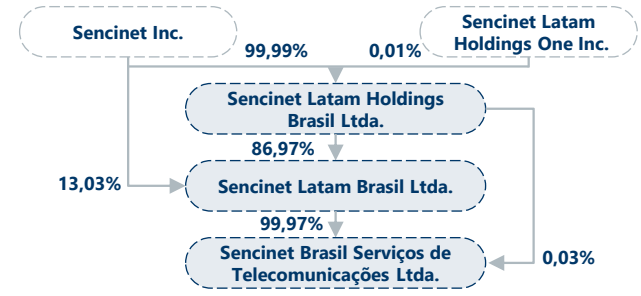 Sencinet Inc.
Sencinet Latam
Holdings One Inc.
99,99%
0,01%
Sencinet Latam Holdings
Brasil Ltda.
86,97%
13,03%
Sencinet Latam Brasil Ltda.
99,97%
Sencinet Brasil Serviços de
Telecomunicações Ltda.
0,03%